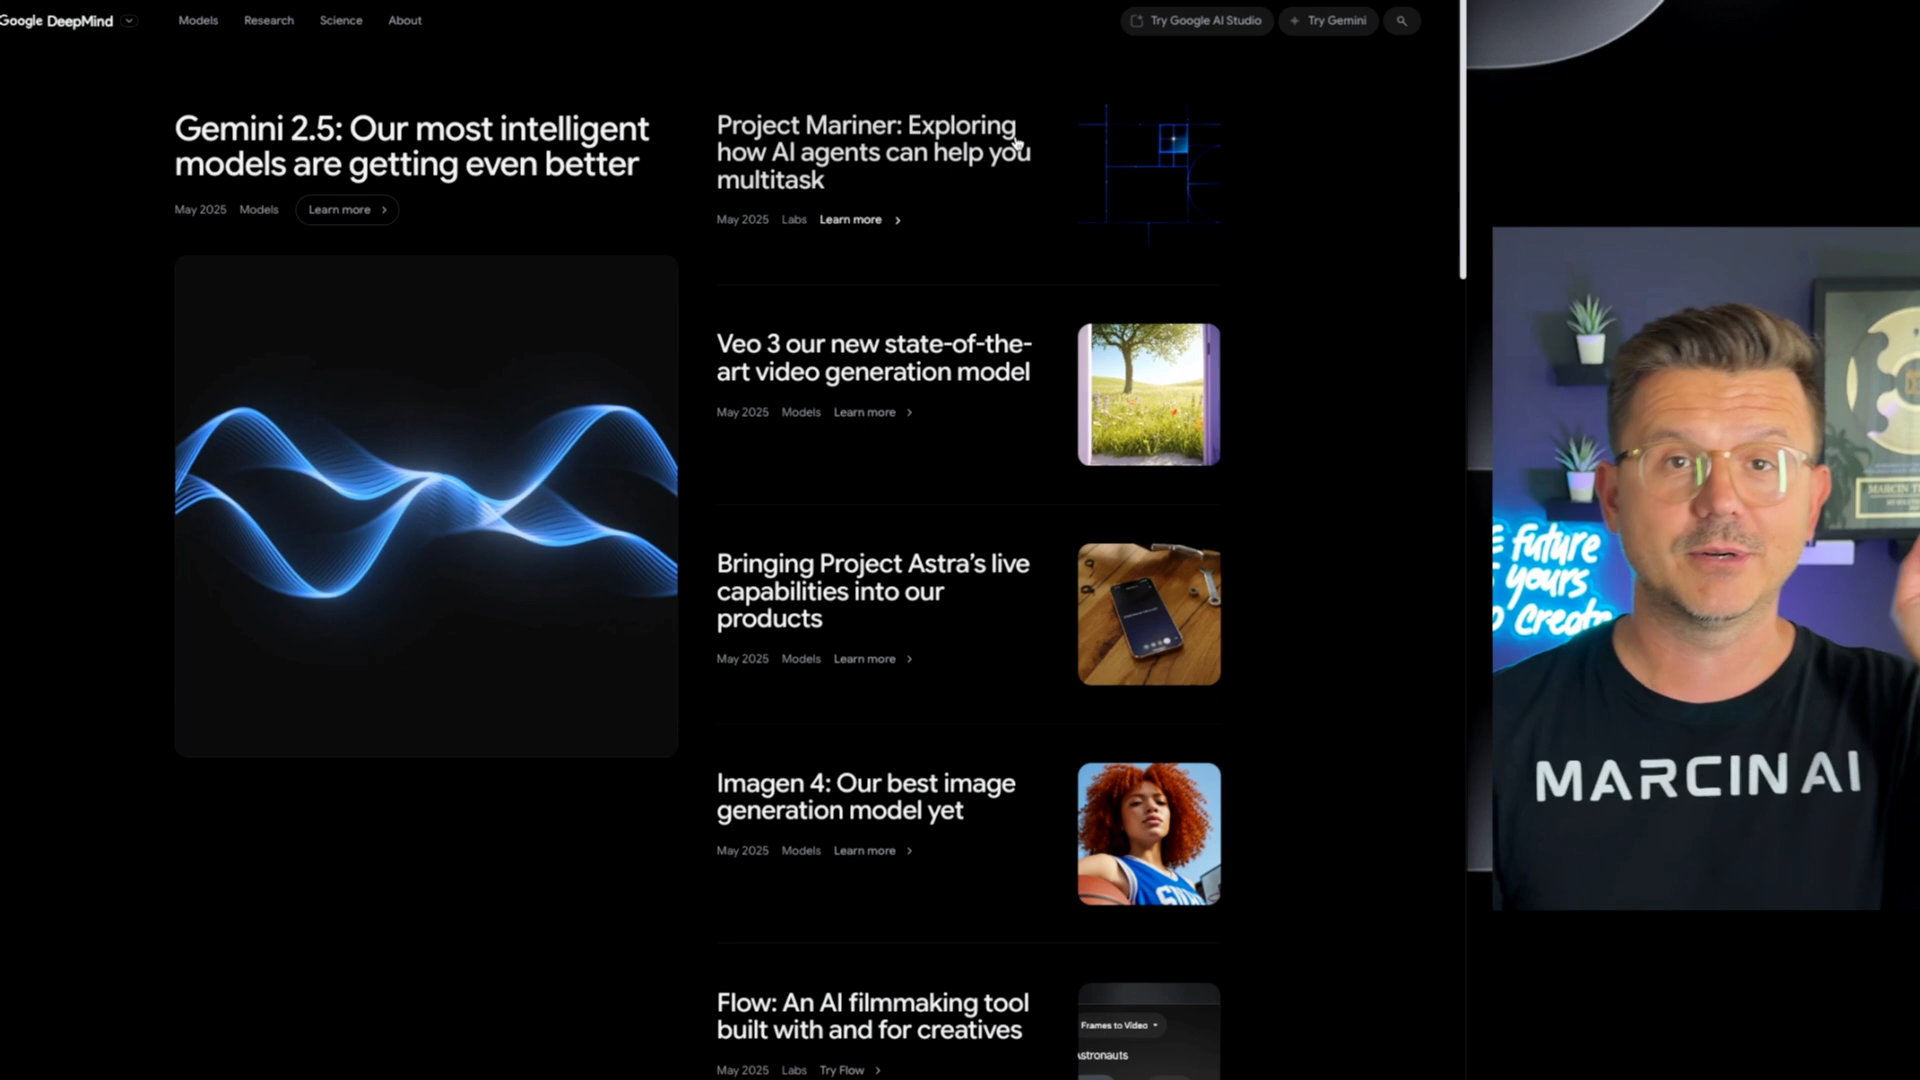 Google DeepMind
Models
Research
Science
About
Try Google AI Studio
Try Gemini
Gemini 2.5: Our most intelligent
models are getting even better
May 2025 Models Learn more
Project Mariner: Exploring
how AI agents can help you
multitask
May 2025 Labs Learn more
Veo 3 our new state-of-the-
art video generation model
May 2025 Models Learn more
Bringing Project Astra's live
capabilities into our
products
May 2025 Models Learn more
Imagen 4: Our best image
generation model yet
May 2025 Models Learn more
Flow: An AI filmmaking tool
built with and for creatives
May 2025 Labs Try Flow
Frames to Video
Astronauts
future
yours
Create
MARCIN
MARCIN AI